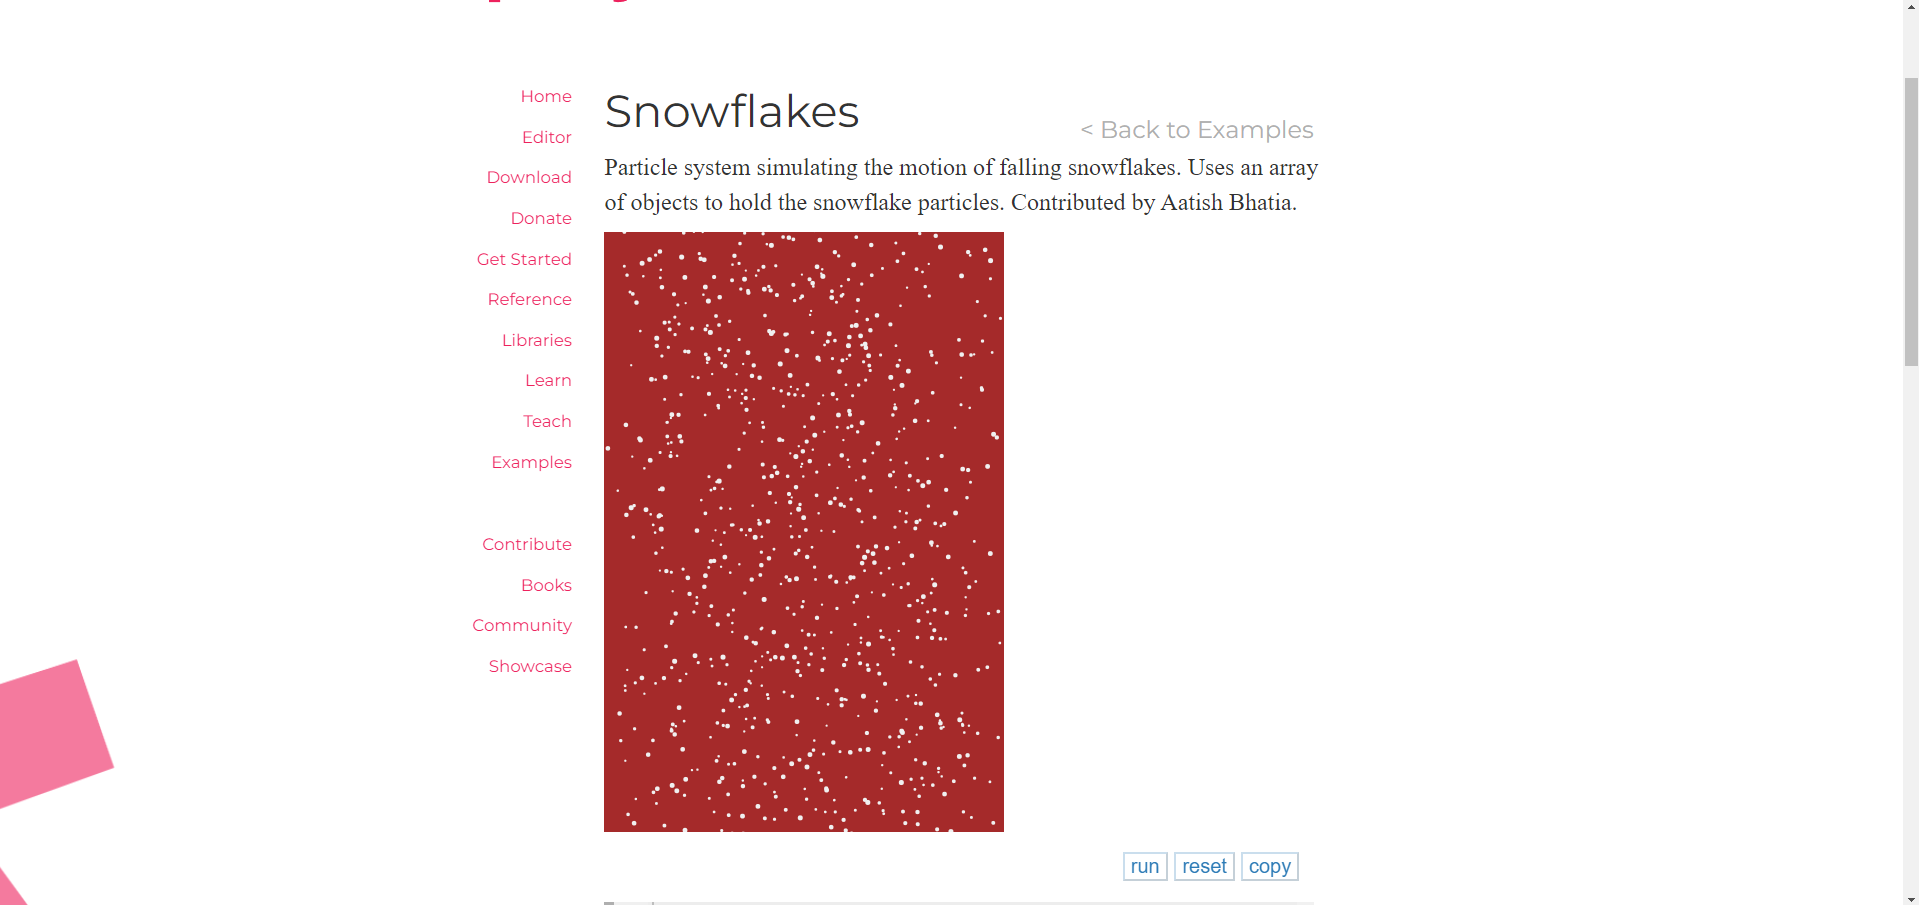 Home
Editor
Download
Donate
Get Started
Reference
Libraries
Learn
Teach
Examples
Contribute
Books
Community
Showcase
Snowflakes
< Back to Examples
Particle system simulating the motion of falling snowflakes. Uses an array
of objects to hold the snowflake particles. Contributed by Aatish Bhatia.
run
reset
copy